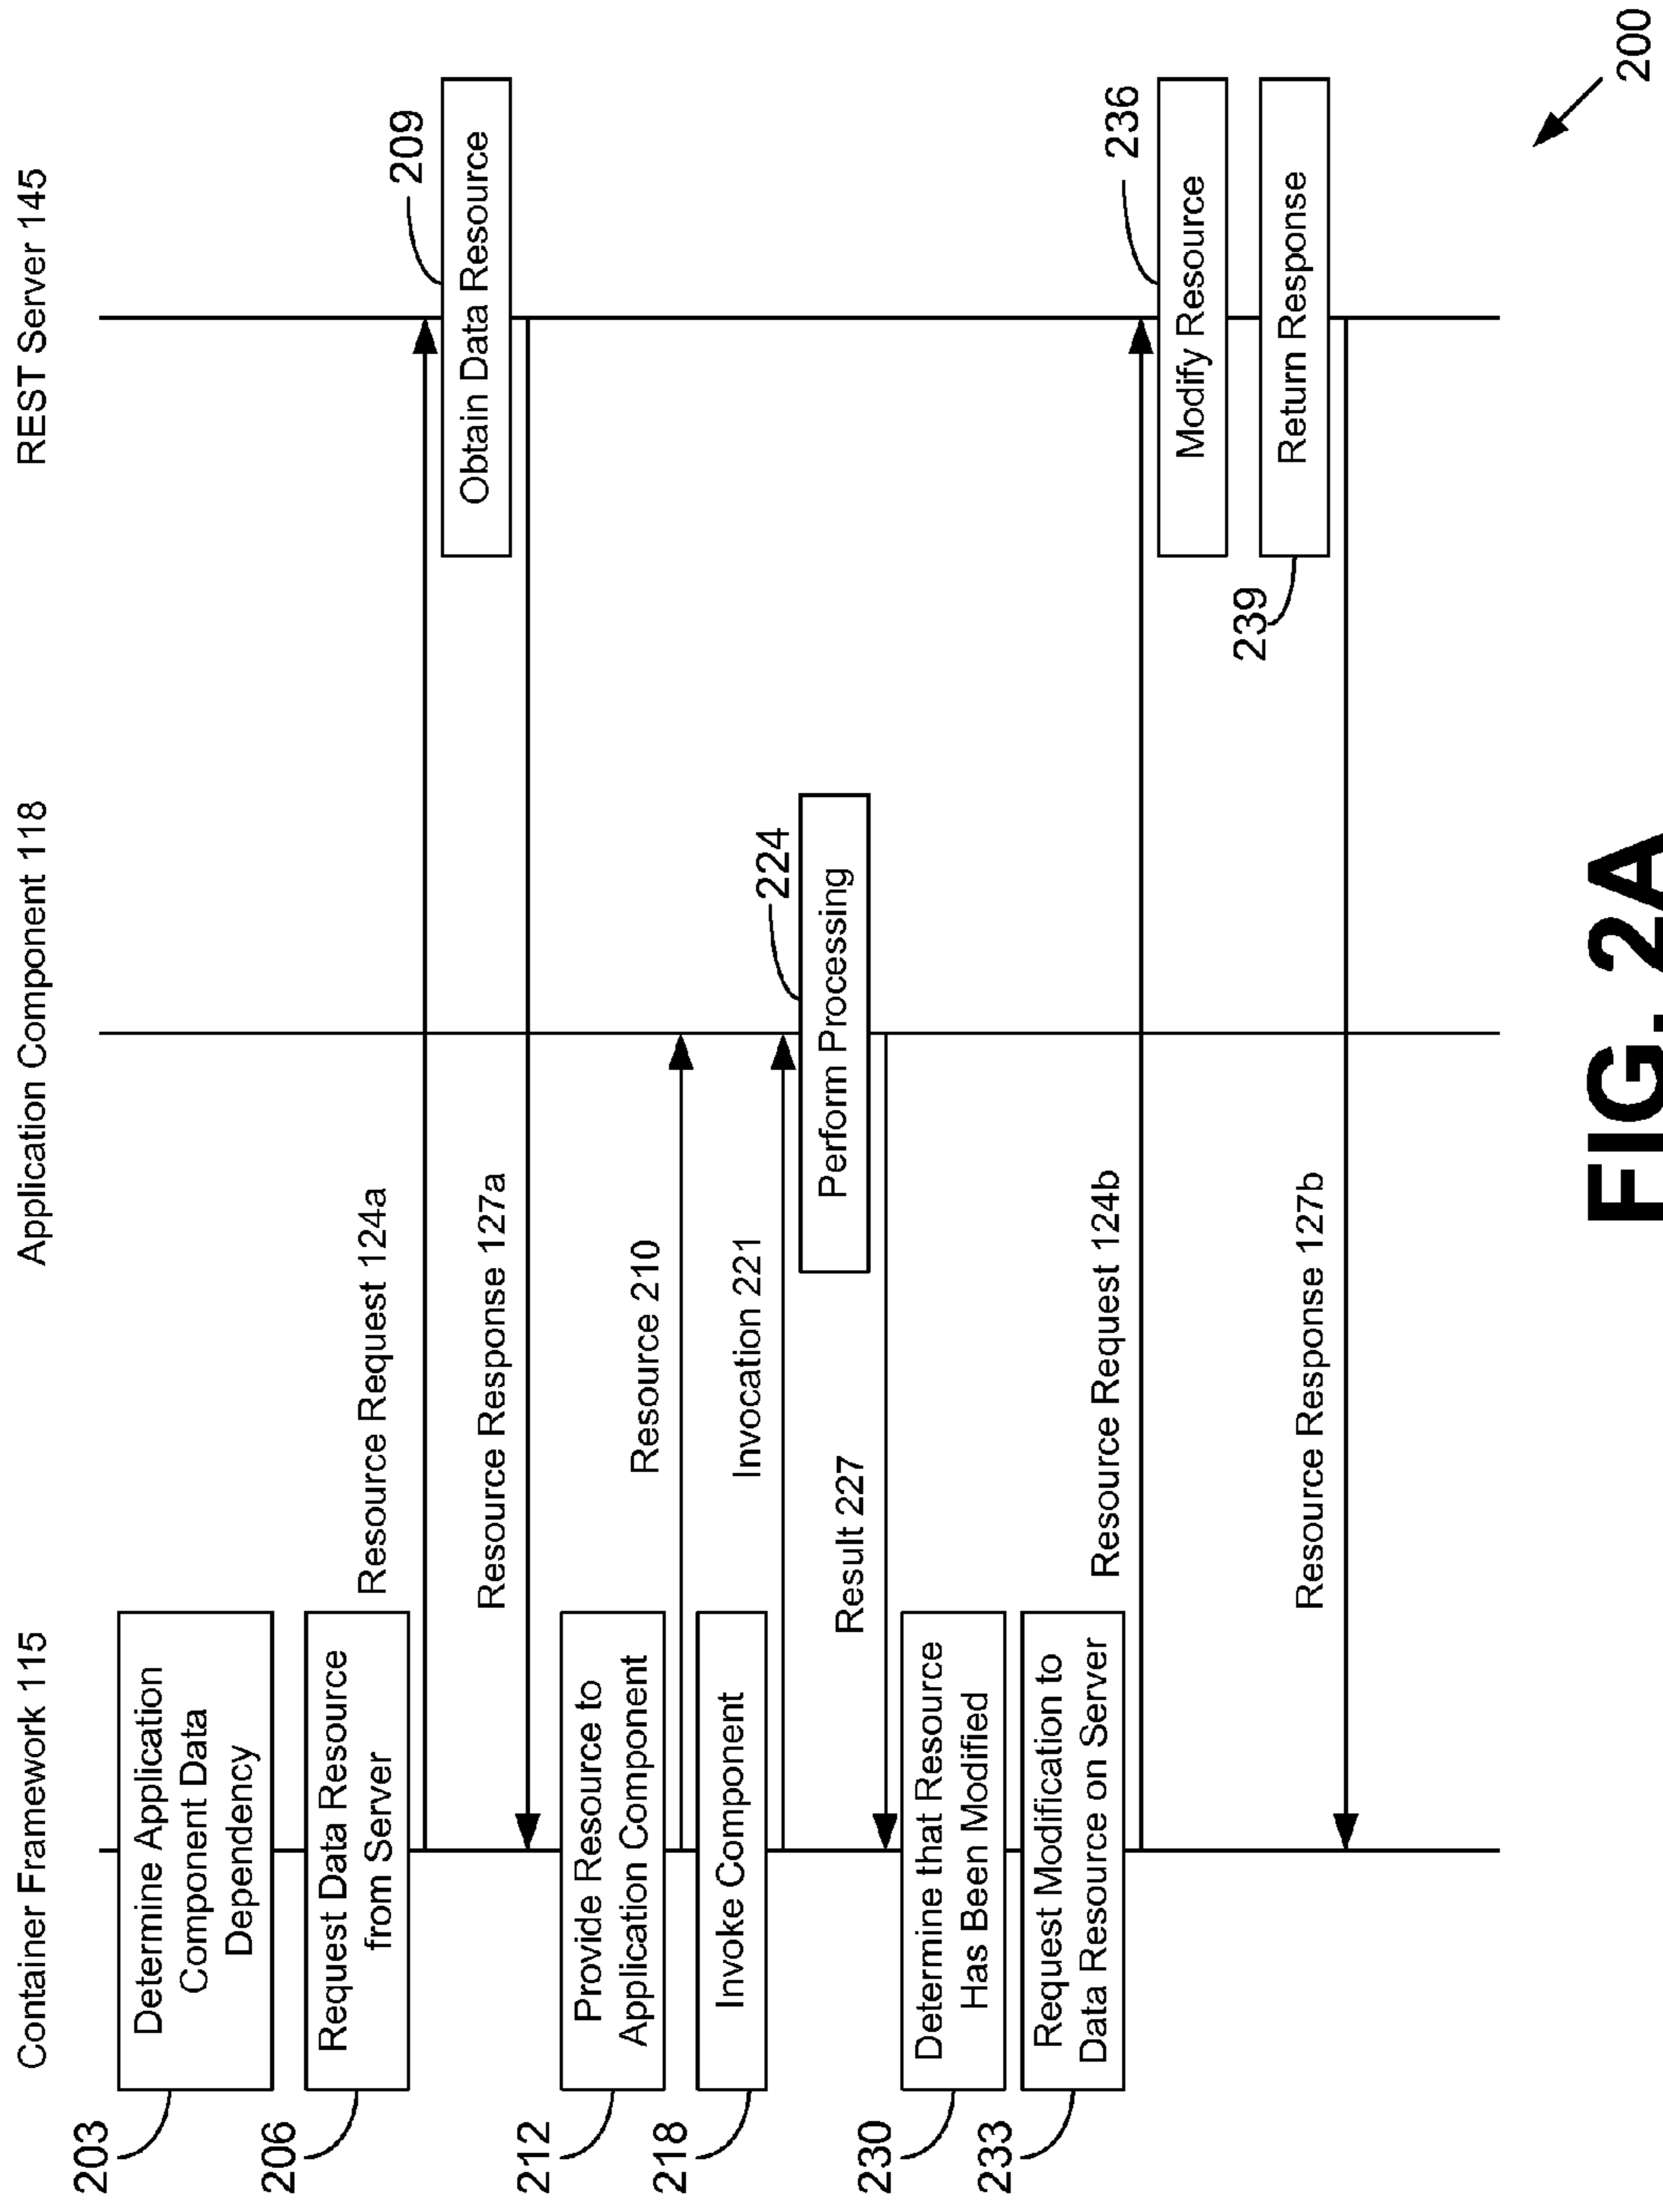 Container Framework 115
Application Component 118
REST Server 145
203
Determine Application
Component Data
Dependency
206
Request Data Resource
from Server
Resource Request 124a
209
Obtain Data Resource
Resource Response 127a
212
Provide Resource to
Application Component
Resource 210
218
Invoke Component
Invocation 221
224
Perform Processing
Result 227
230
Determine that Resource
Has Been Modified
233
Request Modification to
Data Resource on Server
Resource Request 124b
236
Modify Resource
239
Return Response
Resource Response 127b
200
FIG. 2A